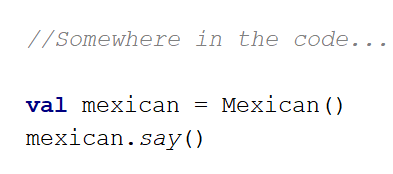 //Somewhere in the code...
val mexican = Mexican()
mexican.say()